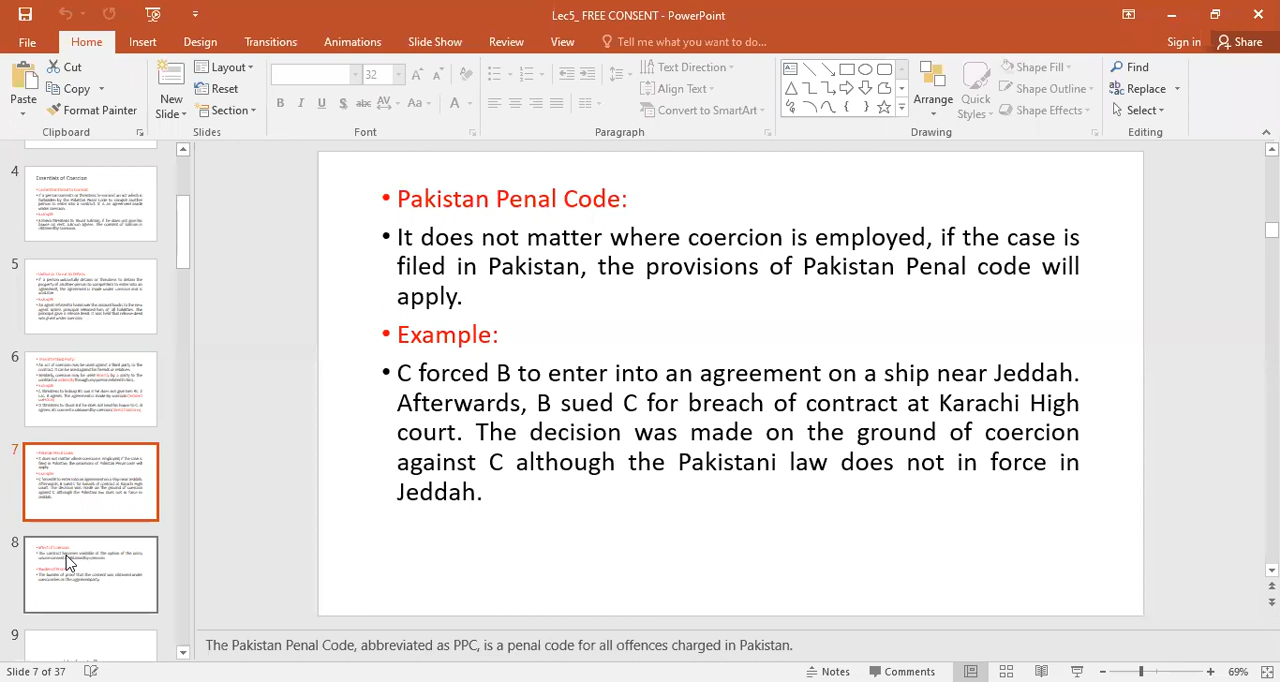 Lec5_ FREE CONSENT - PowerPoint
File Home Insert Design Transitions Animations Slide Show Review View Tell me what you want to do... Sign in Share
Paste Cut Copy Format Painter
Clipboard
New Slide Layout Reset Section
Slides
32
B I U S abc AV Aa A
Font
Text Direction Align Text Convert to SmartArt
Paragraph
Arrange Quick Styles Shape Fill Shape Outline Shape Effects
Drawing
Find Replace Select
Editing
4
Essentials of Coercion
5
6
7
8
9
• Pakistan Penal Code:
• It does not matter where coercion is employed, if the case is
filed in Pakistan, the provisions of Pakistan Penal code will
apply.
• Example:
• C forced B to enter into an agreement on a ship near Jeddah.
Afterwards, B sued C for breach of contract at Karachi High
court. The decision was made on the ground of coercion
against C although the Pakistani law does not in force in
Jeddah.
The Pakistan Penal Code, abbreviated as PPC, is a penal code for all offences charged in Pakistan.
Slide 7 of 37 Notes Comments 69%